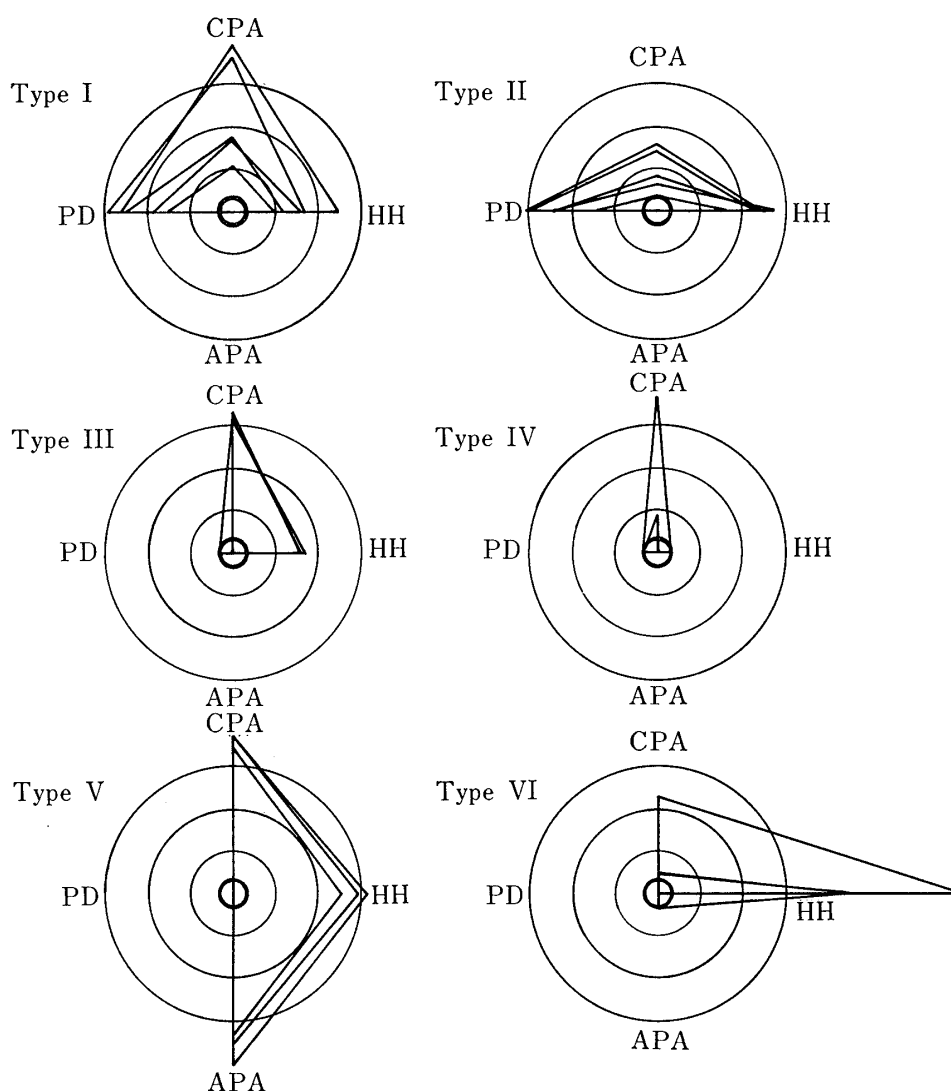 CPA
Type I
PD
HH
APA
CPA
Type II
PD
HH
APA
CPA
Type III
PD
HH
APA
CPA
Type IV
PD
HH
APA
CPA
Type V
PD
HH
APA
CPA
Type VI
PD
HH
APA